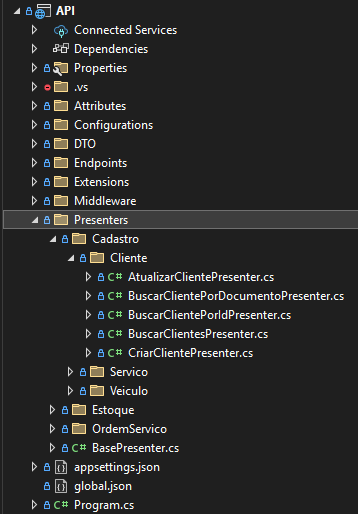 API
Connected Services
Dependencies
Properties
.vs
Attributes
Configurations
DTO
Endpoints
Extensions
Middleware
Presenters
Cadastro
Cliente
C# AtualizarClientePresenter.cs
C# BuscarClientePorDocumentoPresenter.cs
C# BuscarClientePorIdPresenter.cs
C# BuscarClientesPresenter.cs
C# CriarClientePresenter.cs
Servico
Veiculo
Estoque
OrdemServico
C# BasePresenter.cs
appsettings.json
global.json
C# Program.cs